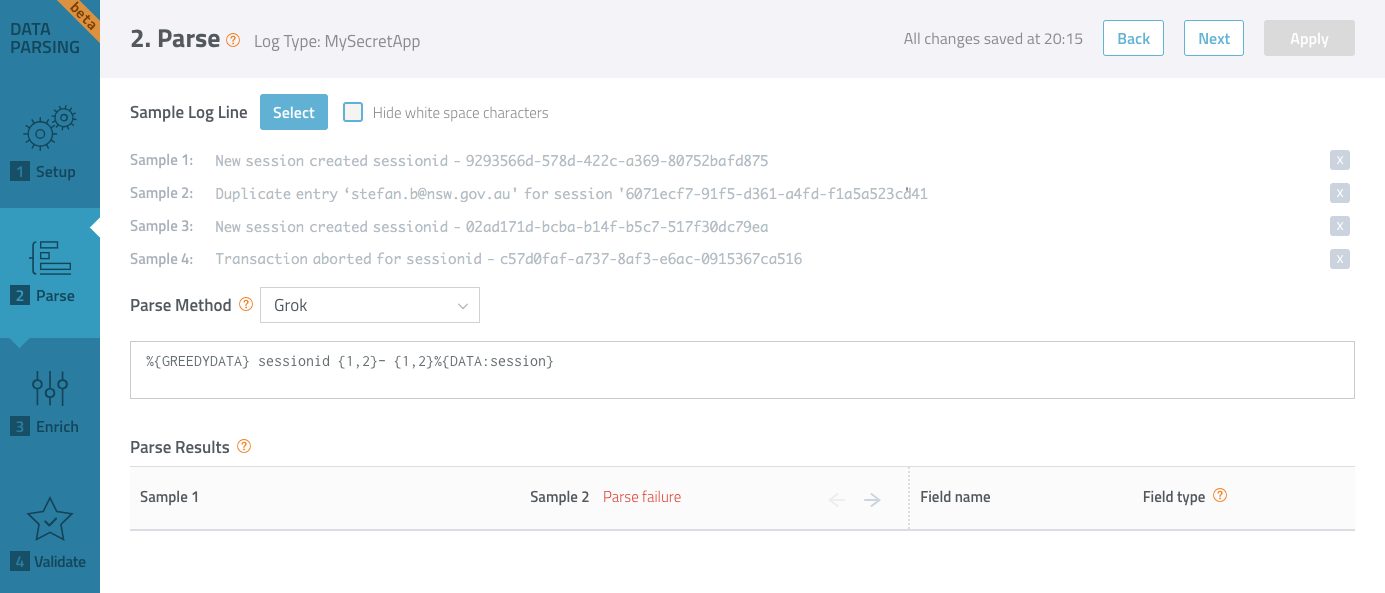 DATA
PARSING
beta
1 Setup
2 Parse
3 Enrich
4 Validate
2. Parse ? Log Type: MySecretApp
All changes saved at 20:15 Back Next Apply
Sample Log Line Select Hide white space characters
Sample 1: New session created sessionid - 9293566d-578d-422c-a369-80752bafd875 X
Sample 2: Duplicate entry ‘stefan.b@nsw.gov.au' for session '6071ecf7-91f5-d361-a4fd-f1a5a523cd41 X
Sample 3: New session created sessionid - 02ad171d-bcba-b14f-b5c7-517f30dc79ea X
Sample 4: Transaction aborted for sessionid - c57d0faf-a737-8af3-e6ac-0915367ca516 X
Parse Method ? Grok
%{GREEDYDATA} sessionid {1,2}- {1,2}%{DATA:session}
Parse Results ?
Sample 1 Sample 2 Parse failure ← → Field name Field type ?